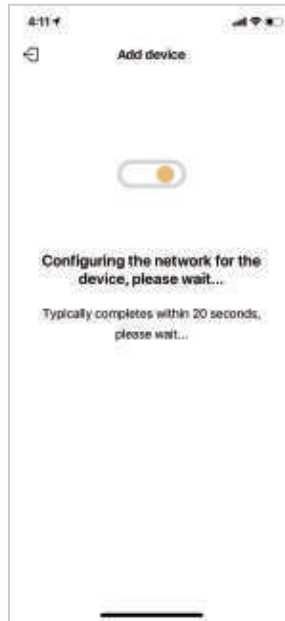 4:11
Add device
Configuring the network for the
device, please wait...
Typically completes within 20 seconds,
please wait...